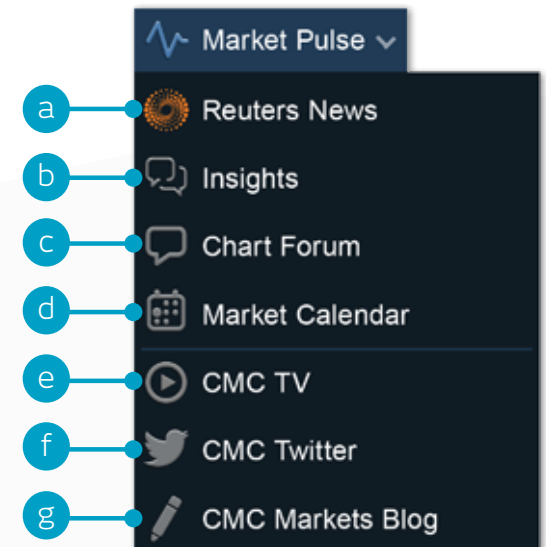 Market Pulse
a Reuters News
b Insights
c Chart Forum
d Market Calendar
e CMC TV
f CMC Twitter
g CMC Markets Blog